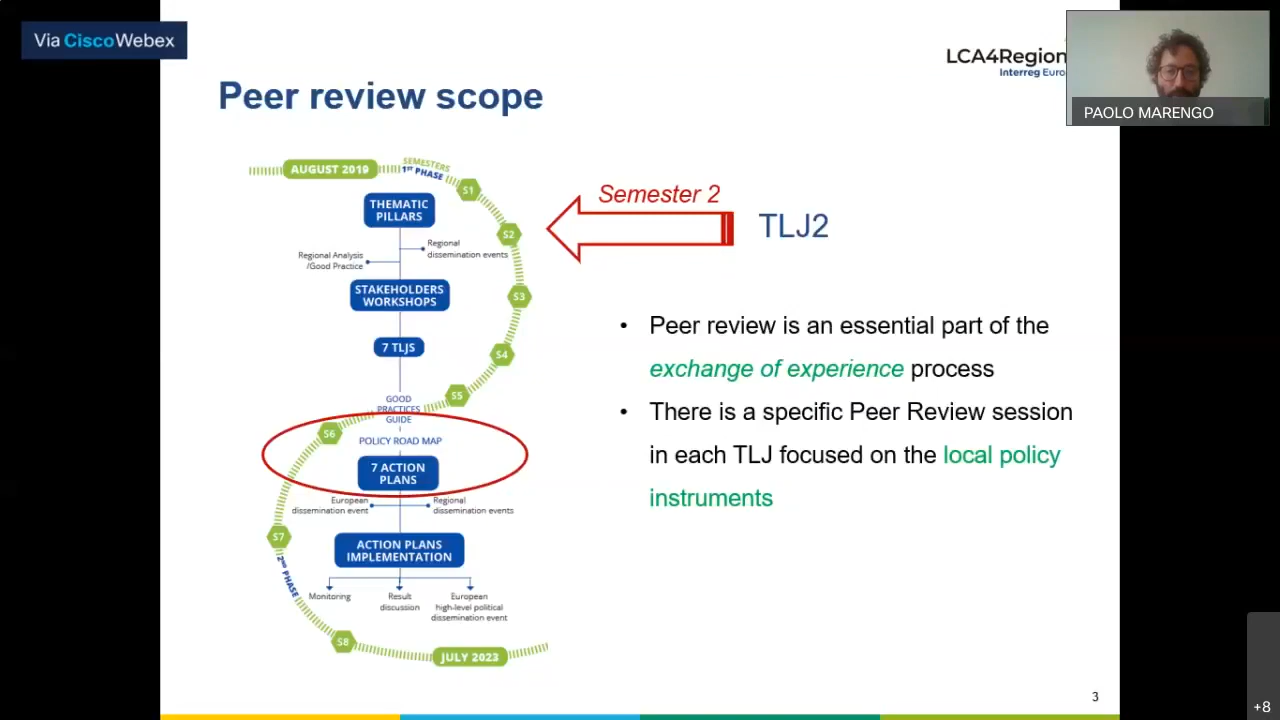 Via CiscoWebex
LCA4Region
Interreg Euro
PAOLO MARENGO
Peer review scope
AUGUST 2019
SEMESTERS
1ST PHASE
S1
THEMATIC
PILLARS
S2
Regional
dissemination events
Regional Analysis
/Good Practice
STAKEHOLDERS
WORKSHOPS
S3
7 TLJS
S4
S5
GOOD
PRACTICES
GUIDE
S6
POLICY ROAD MAP
7 ACTION
PLANS
European
dissemination event
Regional
dissemination events
S7
2ND PHASE
ACTION PLANS
IMPLEMENTATION
Monitoring
Result
discussion
European
high-level political
dissemination event
S8
JULY 2023
Semester 2
TLJ2
• Peer review is an essential part of the
exchange of experience process
• There is a specific Peer Review session
in each TLJ focused on the local policy
instruments
3
+8